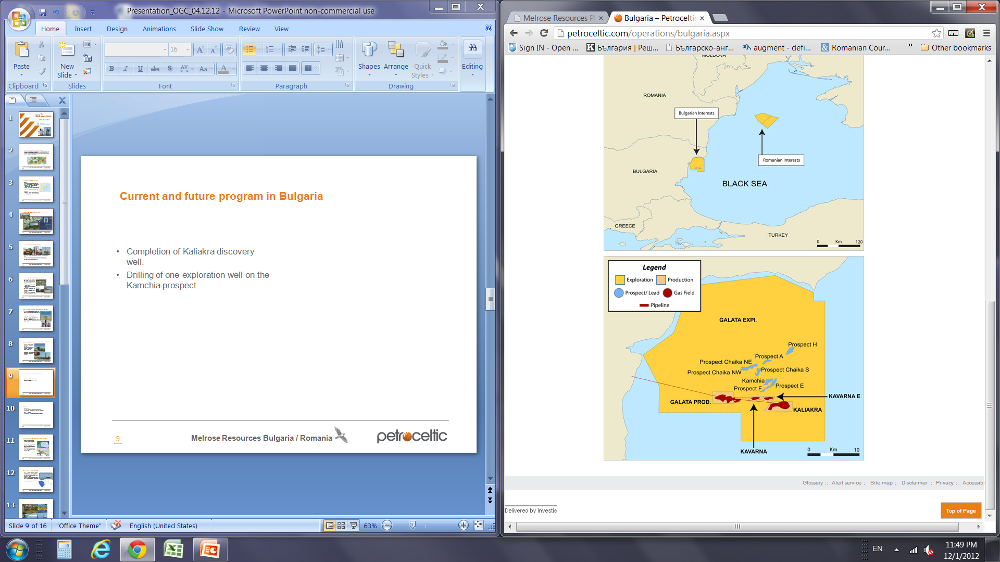 Presentation_OGC_04.12.12 - Microsoft PowerPoint non-commercial use
Home
Insert
Design
Animations
Slide Show
Review
View
Paste
Clipboard
New
Slide
Slides
16
B
I
U
abc
S
AV
Aa
A
Font
Paragraph
Shapes
Arrange
Quick
Styles
Drawing
Editing
1
2
3
4
5
6
7
8
9
10
11
12
13
Current and future program in Bulgaria
• Completion of Kaliakra discovery
well.
• Drilling of one exploration well on the
Kamchia prospect.
9
Melrose Resources Bulgaria / Romania
petroceltic
Slide 9 of 16
"Office Theme"
English (United States)
63%
Melrose Resources P
Bulgaria – Petroceltic
petroceltic.com/operations/bulgaria.aspx
Sign IN - Open ...
България | Реш...
Българско-анг...
augment - defi...
Romanian Cour...
»
Other bookmarks
MOLDOVA
ROMANIA
Bulgarian Interests
Romanian Interests
BULGARIA
BLACK SEA
GREECE
TURKEY
0 Km 120
Legend
Exploration
Production
Prospect/ Lead
Gas Field
Pipeline
GALATA EXPl.
Prospect H
Prospect A
Prospect Chaika NE
Prospect Chaika S
Prospect Chaika NW
Kamchia
Prospect E
Prospect F
KAVARNA E
GALATA PROD.
KALIAKRA
KAVARNA
0 Km 10
Glossary :: Alert service :: Site map :: Disclaimer :: Privacy :: Accessibi
Delivered by Investis
Top of Page
EN
11:49 PM
12/1/2012